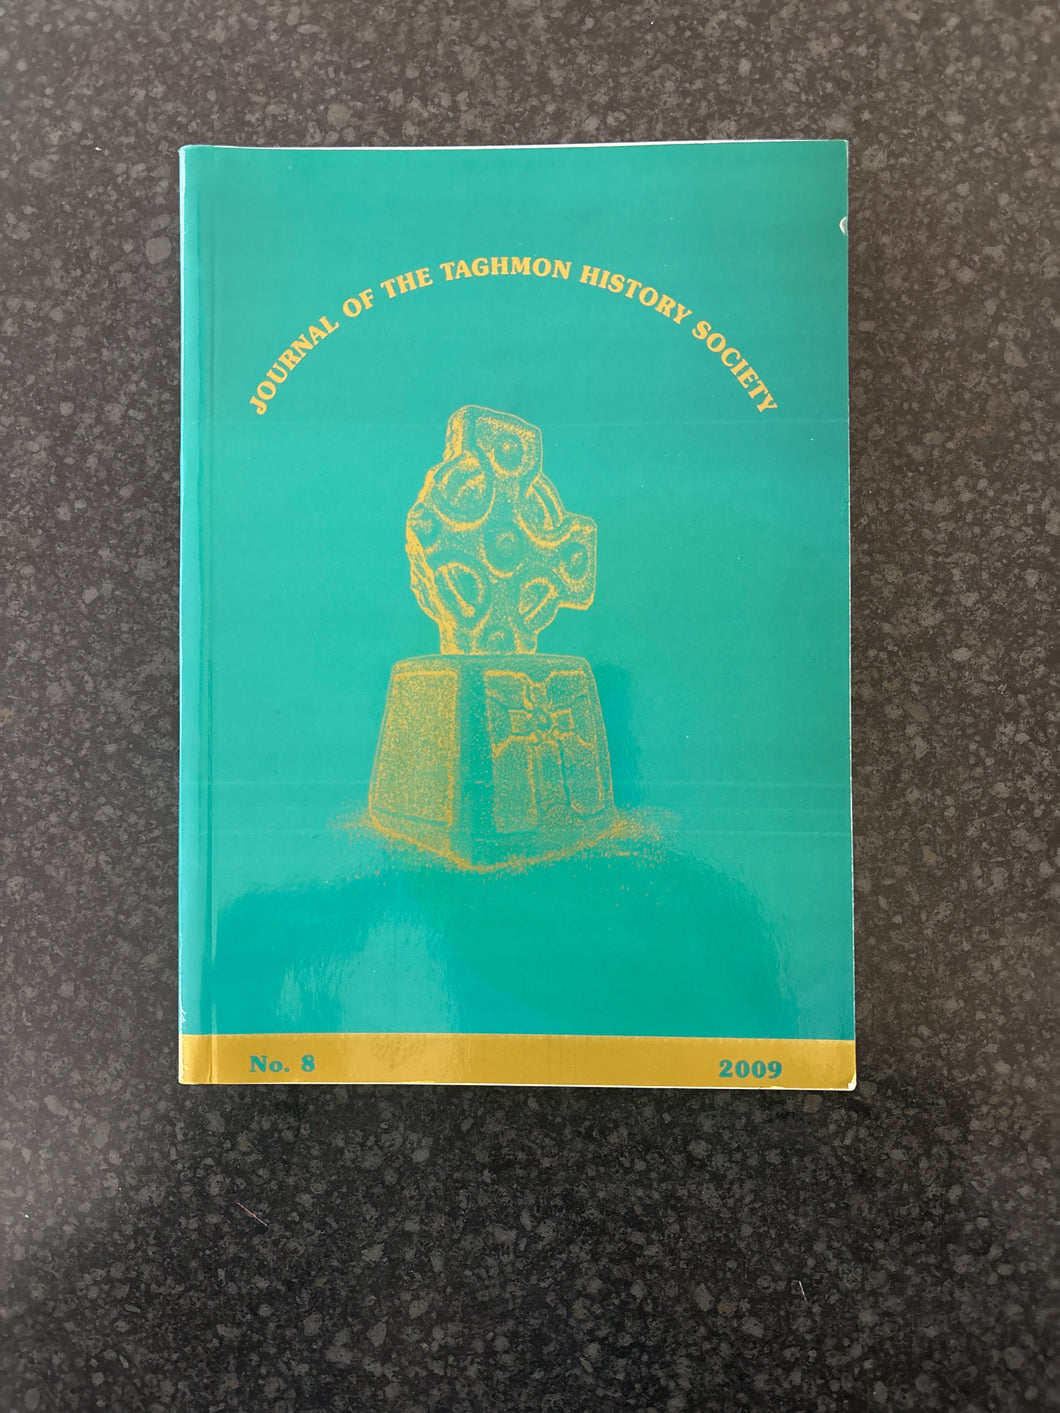 JOURNAL OF THE TAGHMON HISTORY SOCIETY
No. 8
2009